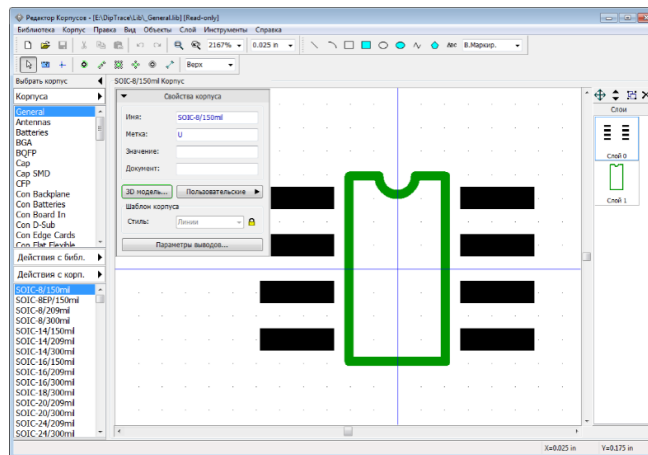 Редактор Корпусов - [E:\DipTrace\Lib\_General.lib] [Read-only]
Библиотека Корпус Правка Вид Объекты Слой Инструменты Справка
2167% 0.025 in Abc В.Маркир.
Верх
Выбрать корпус SOIC-8/150mil Корпус
Корпуса
General
Antennas
Batteries
BGA
BQFP
Cap
Cap SMD
CFP
Con Backplane
Con Batteries
Con Board In
Con D-Sub
Con Edge Cards
Con Flat Flexible
Действия с библ.
Действия с корп.
SOIC-8/150mil
SOIC-8EP/150mil
SOIC-8/209mil
SOIC-8/300mil
SOIC-14/150mil
SOIC-14/209mil
SOIC-14/300mil
SOIC-16/150mil
SOIC-16/209mil
SOIC-16/300mil
SOIC-18/300mil
SOIC-20/209mil
SOIC-20/300mil
SOIC-24/209mil
SOIC-24/300mil
Свойства корпуса
Имя: SOIC-8/150mil
Метка: U
Значение:
Документ:
3D модель... Пользовательские
Шаблон корпуса
Стиль: Линии
Параметры выводов...
Слои
Слой 0
Слой 1
X=0.025 in Y=0.175 in